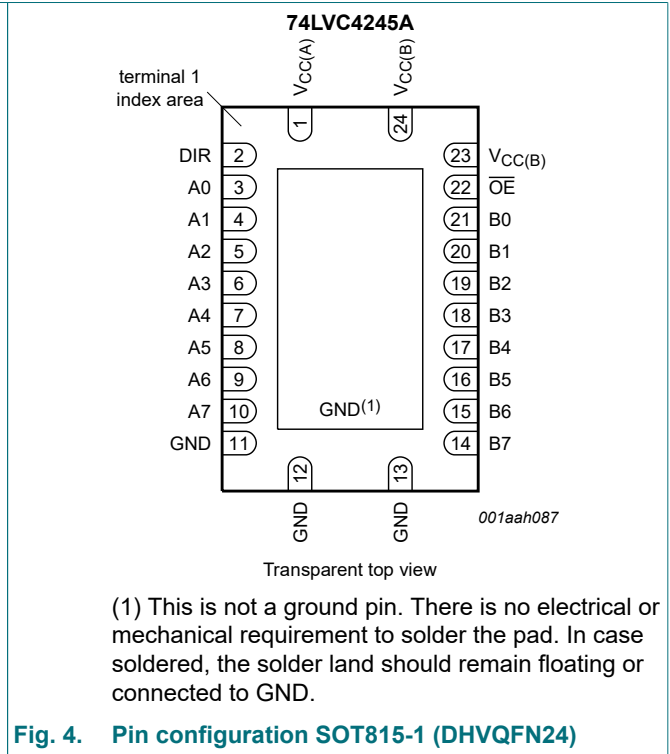 74LVC4245A
VCC(A)
VCC(B)
terminal 1
index area
1
24
DIR 2
23 VCC(B)
A0 3
22 OE
A1 4
21 B0
A2 5
20 B1
A3 6
19 B2
A4 7
18 B3
A5 8
17 B4
A6 9
16 B5
A7 10
GND(1)
15 B6
GND 11
14 B7
12
13
GND
GND
001aah087
Transparent top view
(1) This is not a ground pin. There is no electrical or
mechanical requirement to solder the pad. In case
soldered, the solder land should remain floating or
connected to GND.
Fig. 4. Pin configuration SOT815-1 (DHVQFN24)